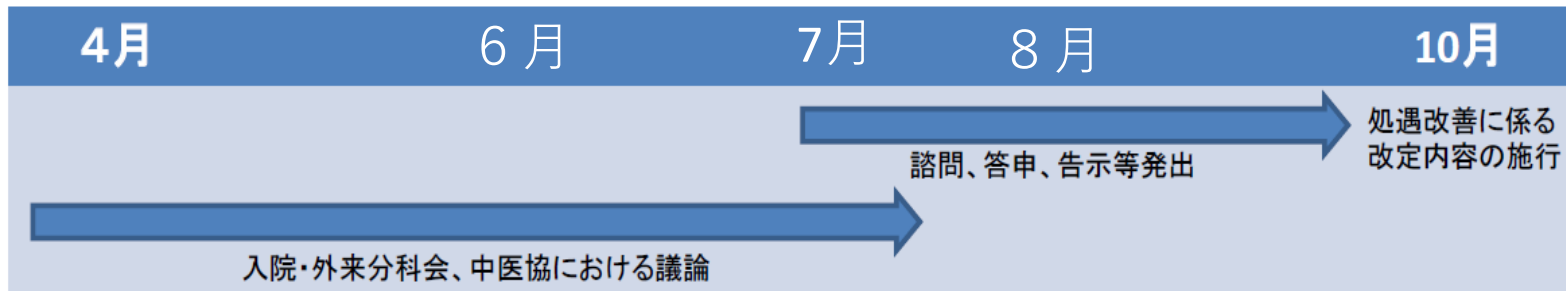 4月 6月 7月 8月 10月
処遇改善に係る
改定内容の施行
諮問、答申、告示等発出
入院・外来分科会、中医協における議論